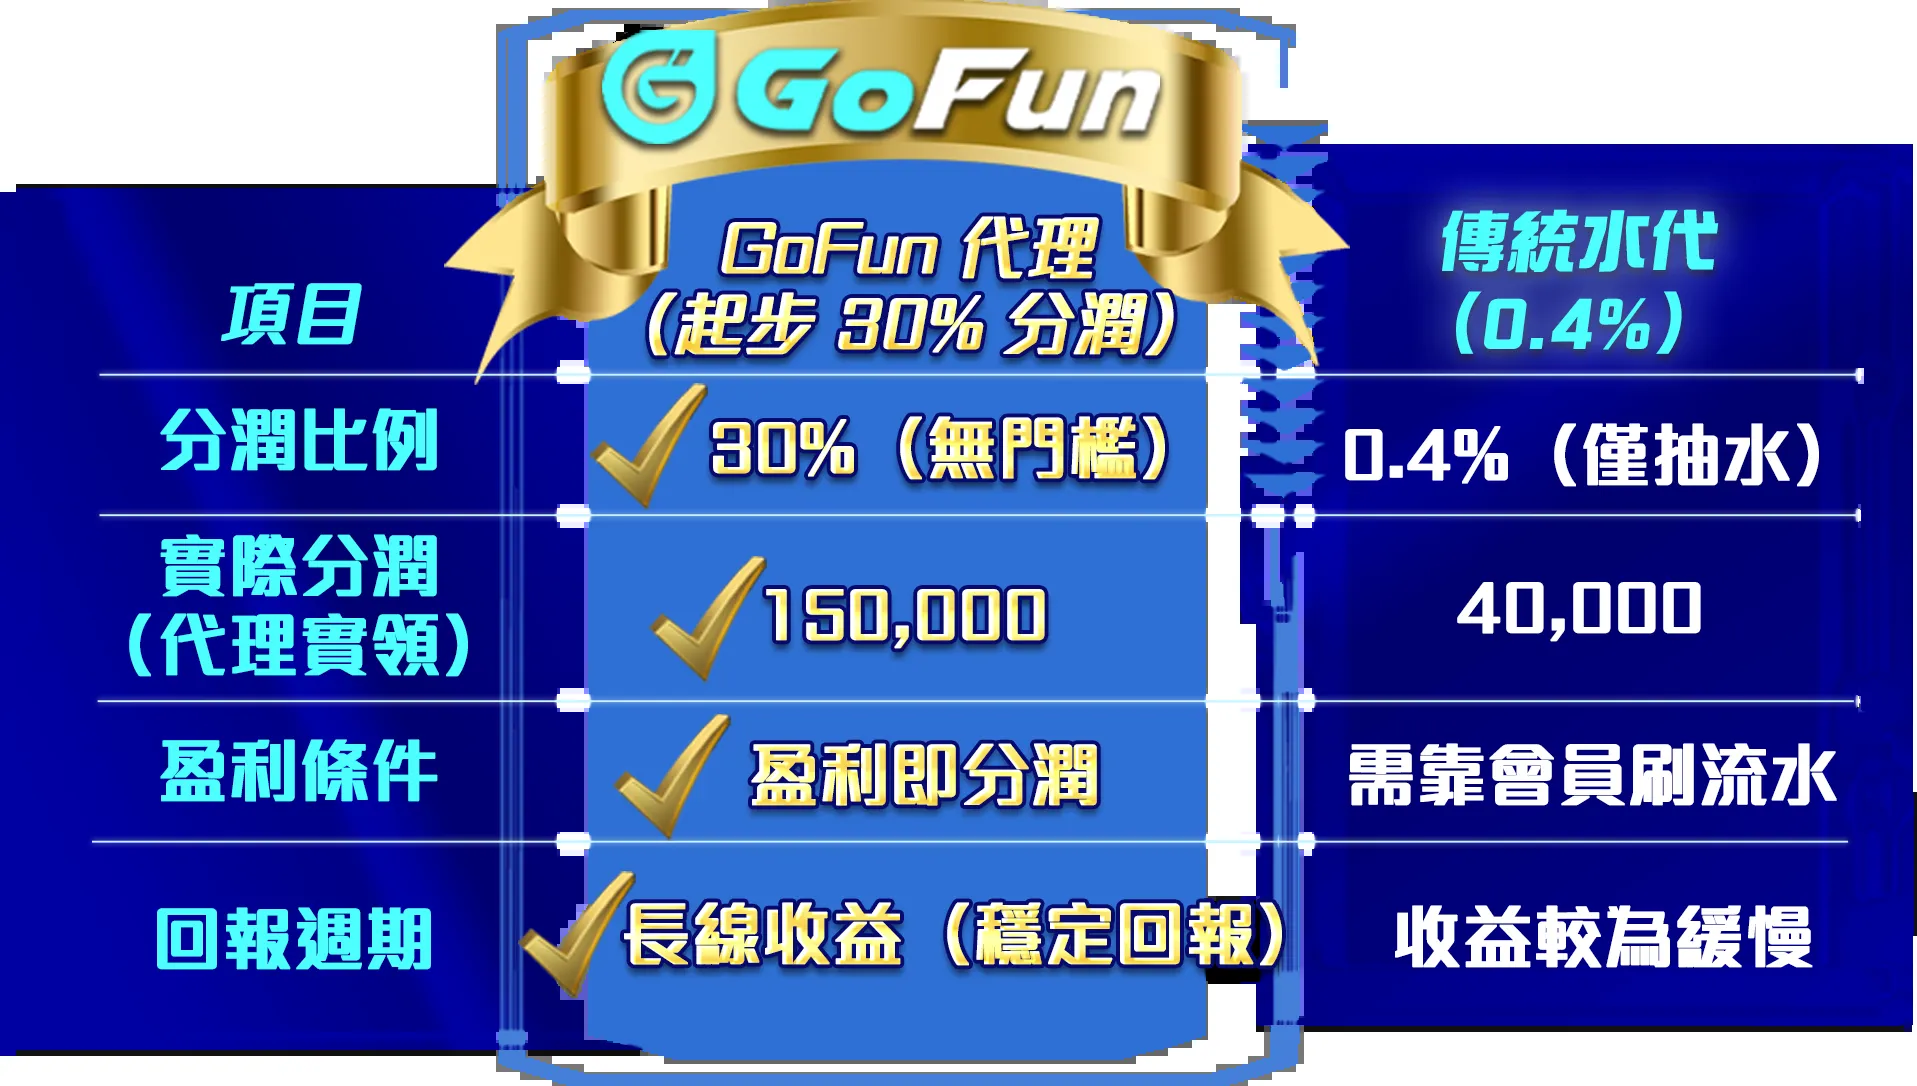 GoFun
項目
GoFun 代理
(起步 30% 分潤)
傳統水代
(0.4%)
分潤比例
30% (無門檻)
0.4% (僅抽水)
實際分潤
(代理實領)
150,000
40,000
盈利條件
盈利即分潤
需靠會員刷流水
回報週期
長線收益 (穩定回報)
收益較為緩慢